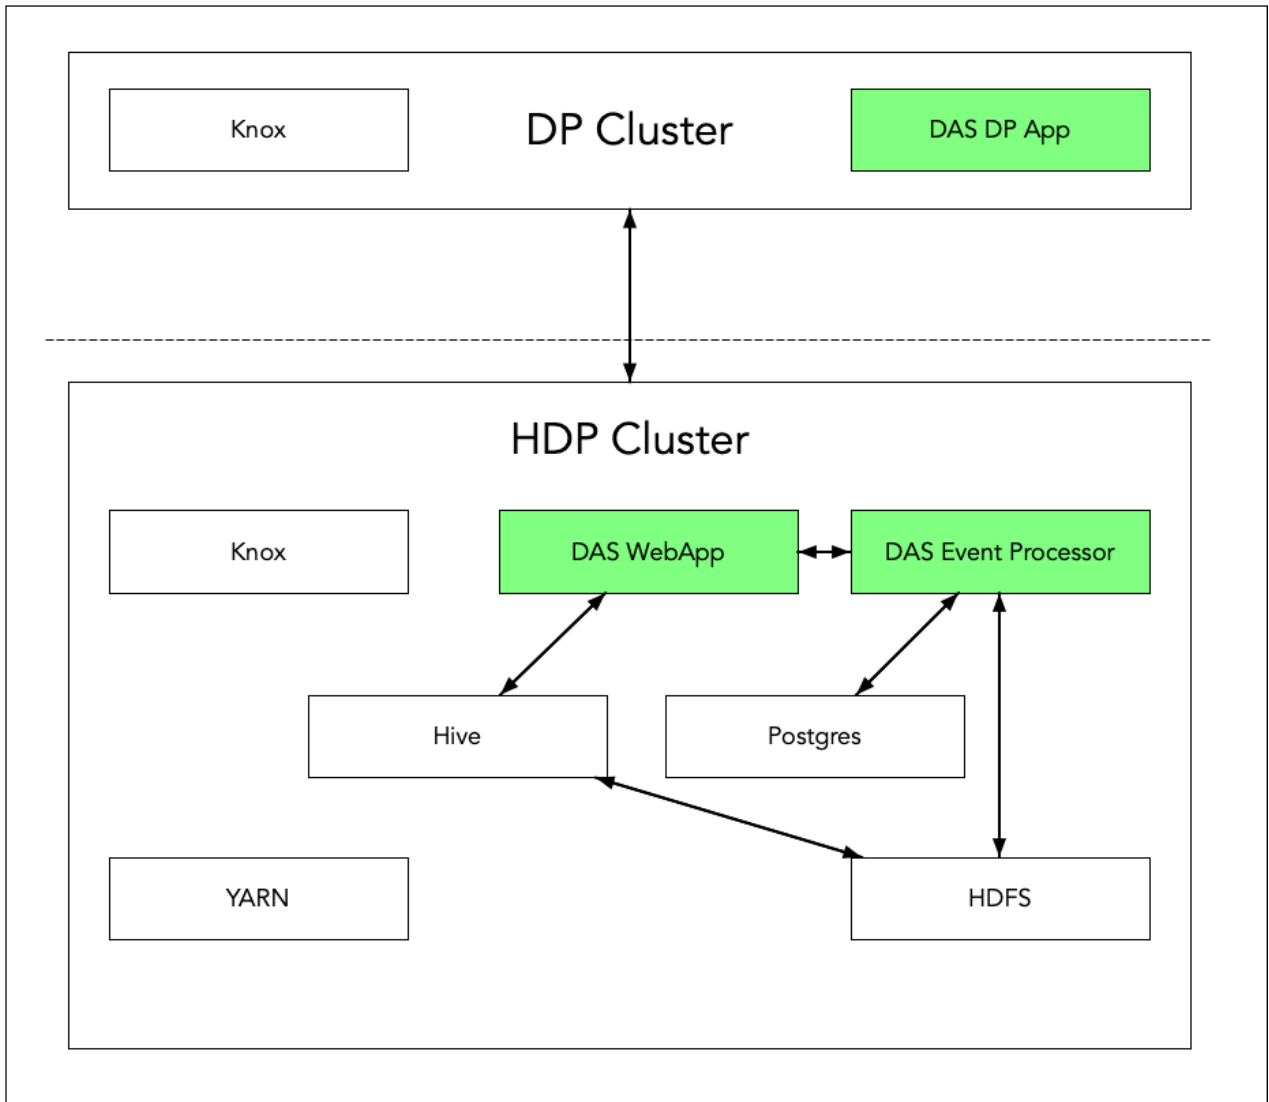 Knox
DP Cluster
DAS DP App
HDP Cluster
Knox
DAS WebApp
DAS Event Processor
Hive
Postgres
YARN
HDFS